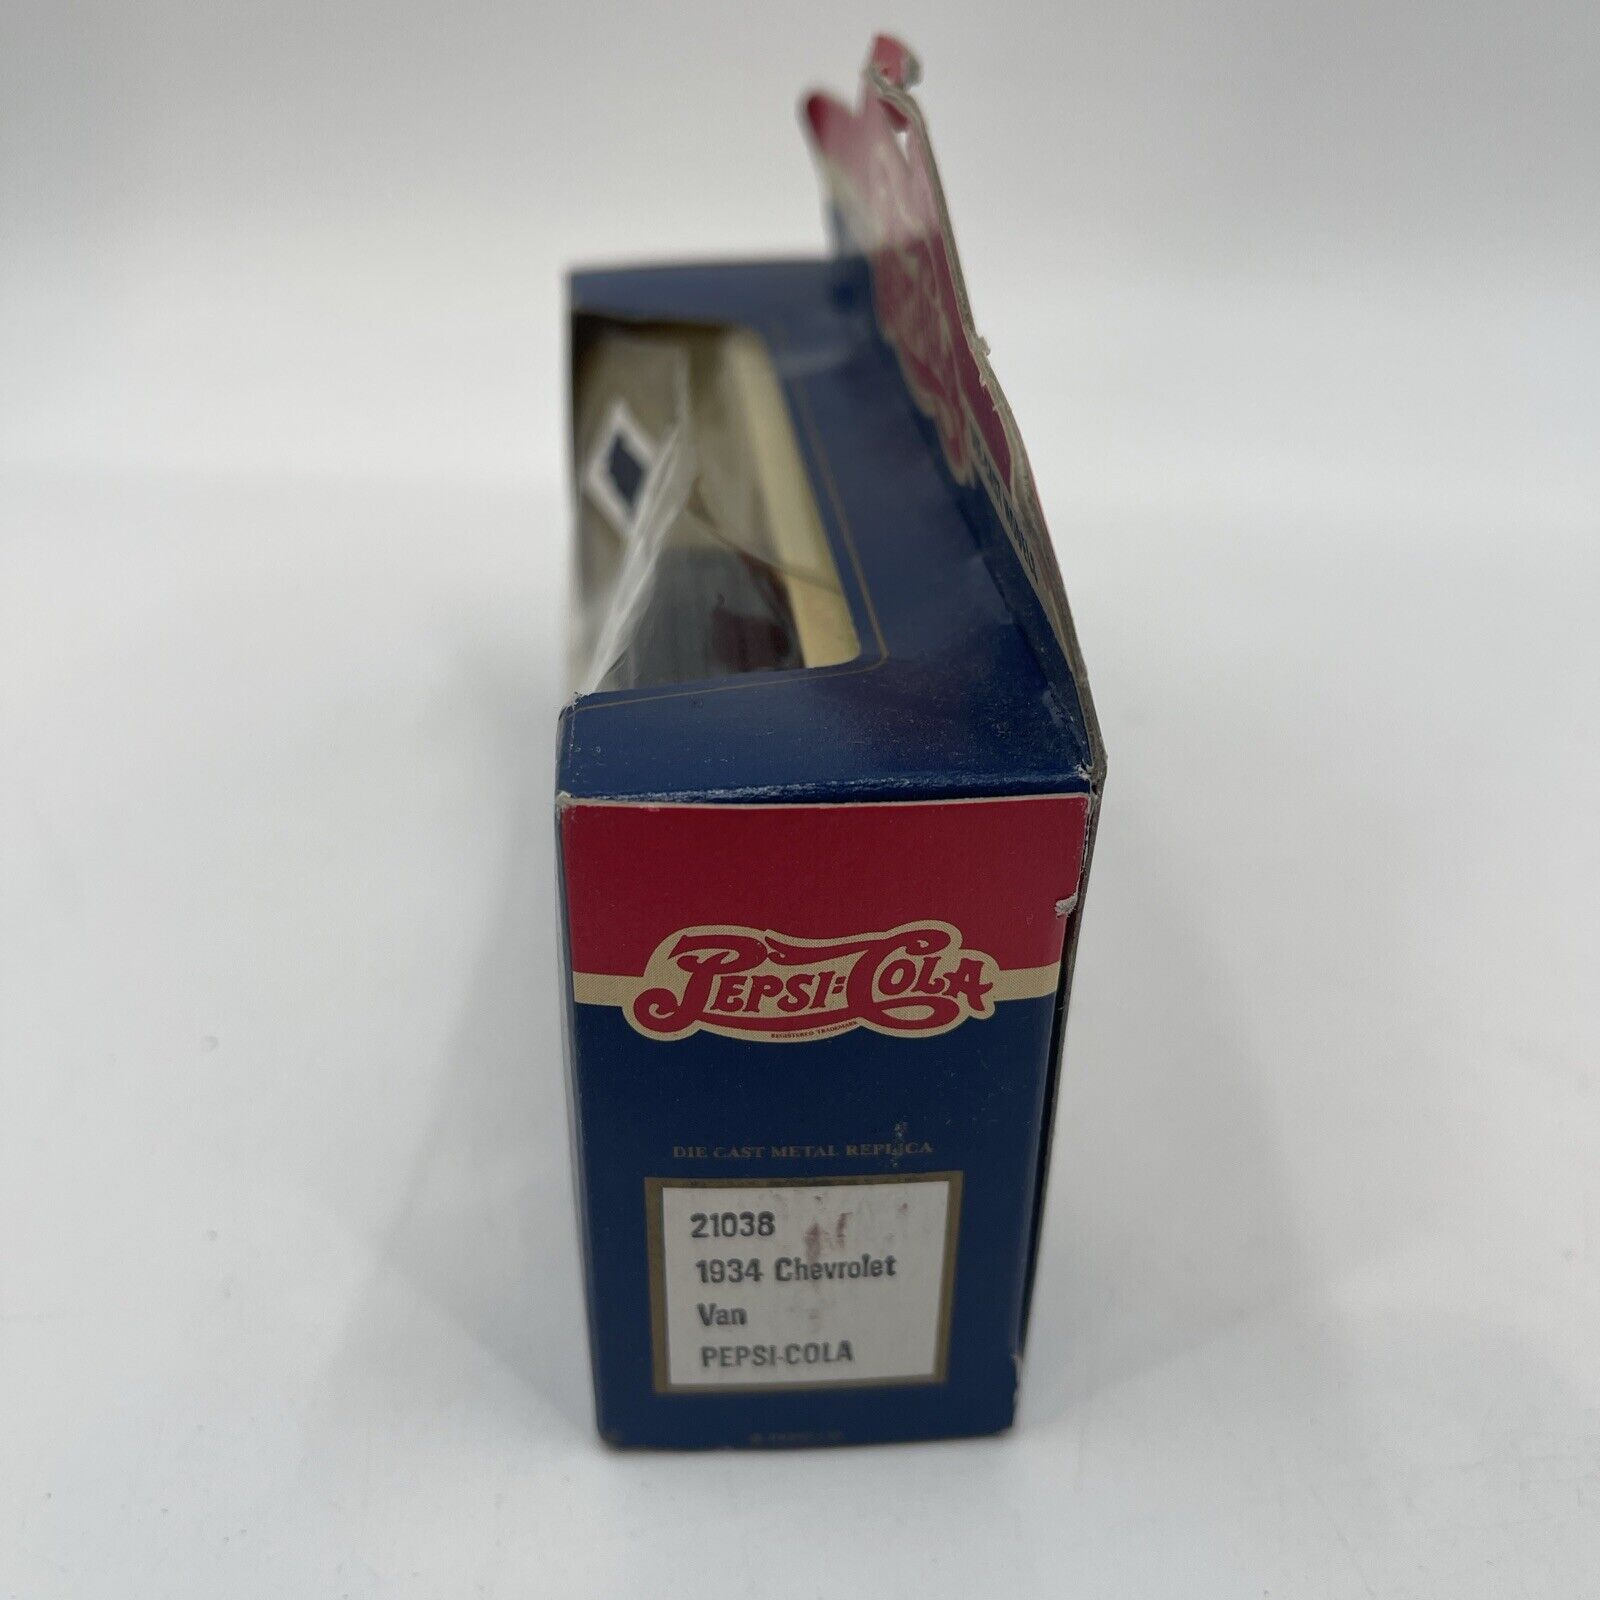 PEPSI-COLA
REGISTERED TRADEMARK
DIE CAST METAL REPLICA
21038
1934 Chevrolet
Van
PEPSI-COLA